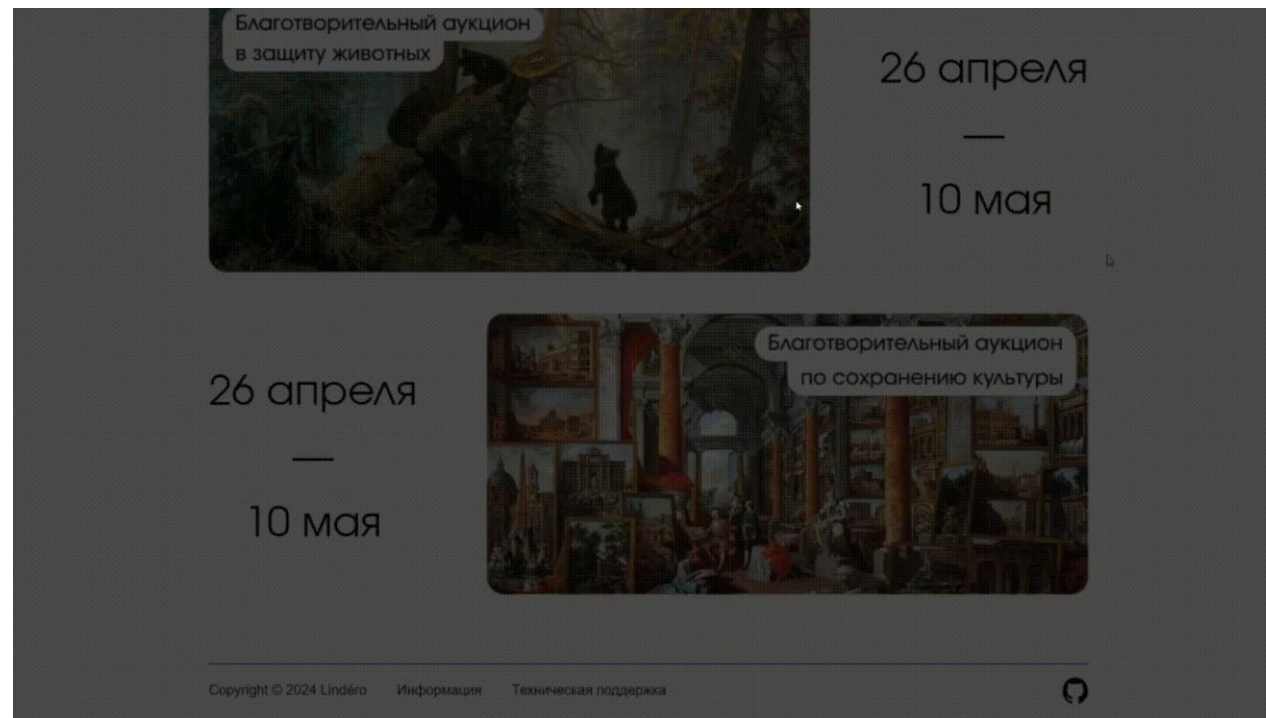 Благотворительный аукцион
в защиту животных
26 апреля
—
10 мая
26 апреля
—
10 мая
Благотворительный аукцион
по сохранению культуры
Copyright © 2024 Lindéro Информация Техническая поддержка